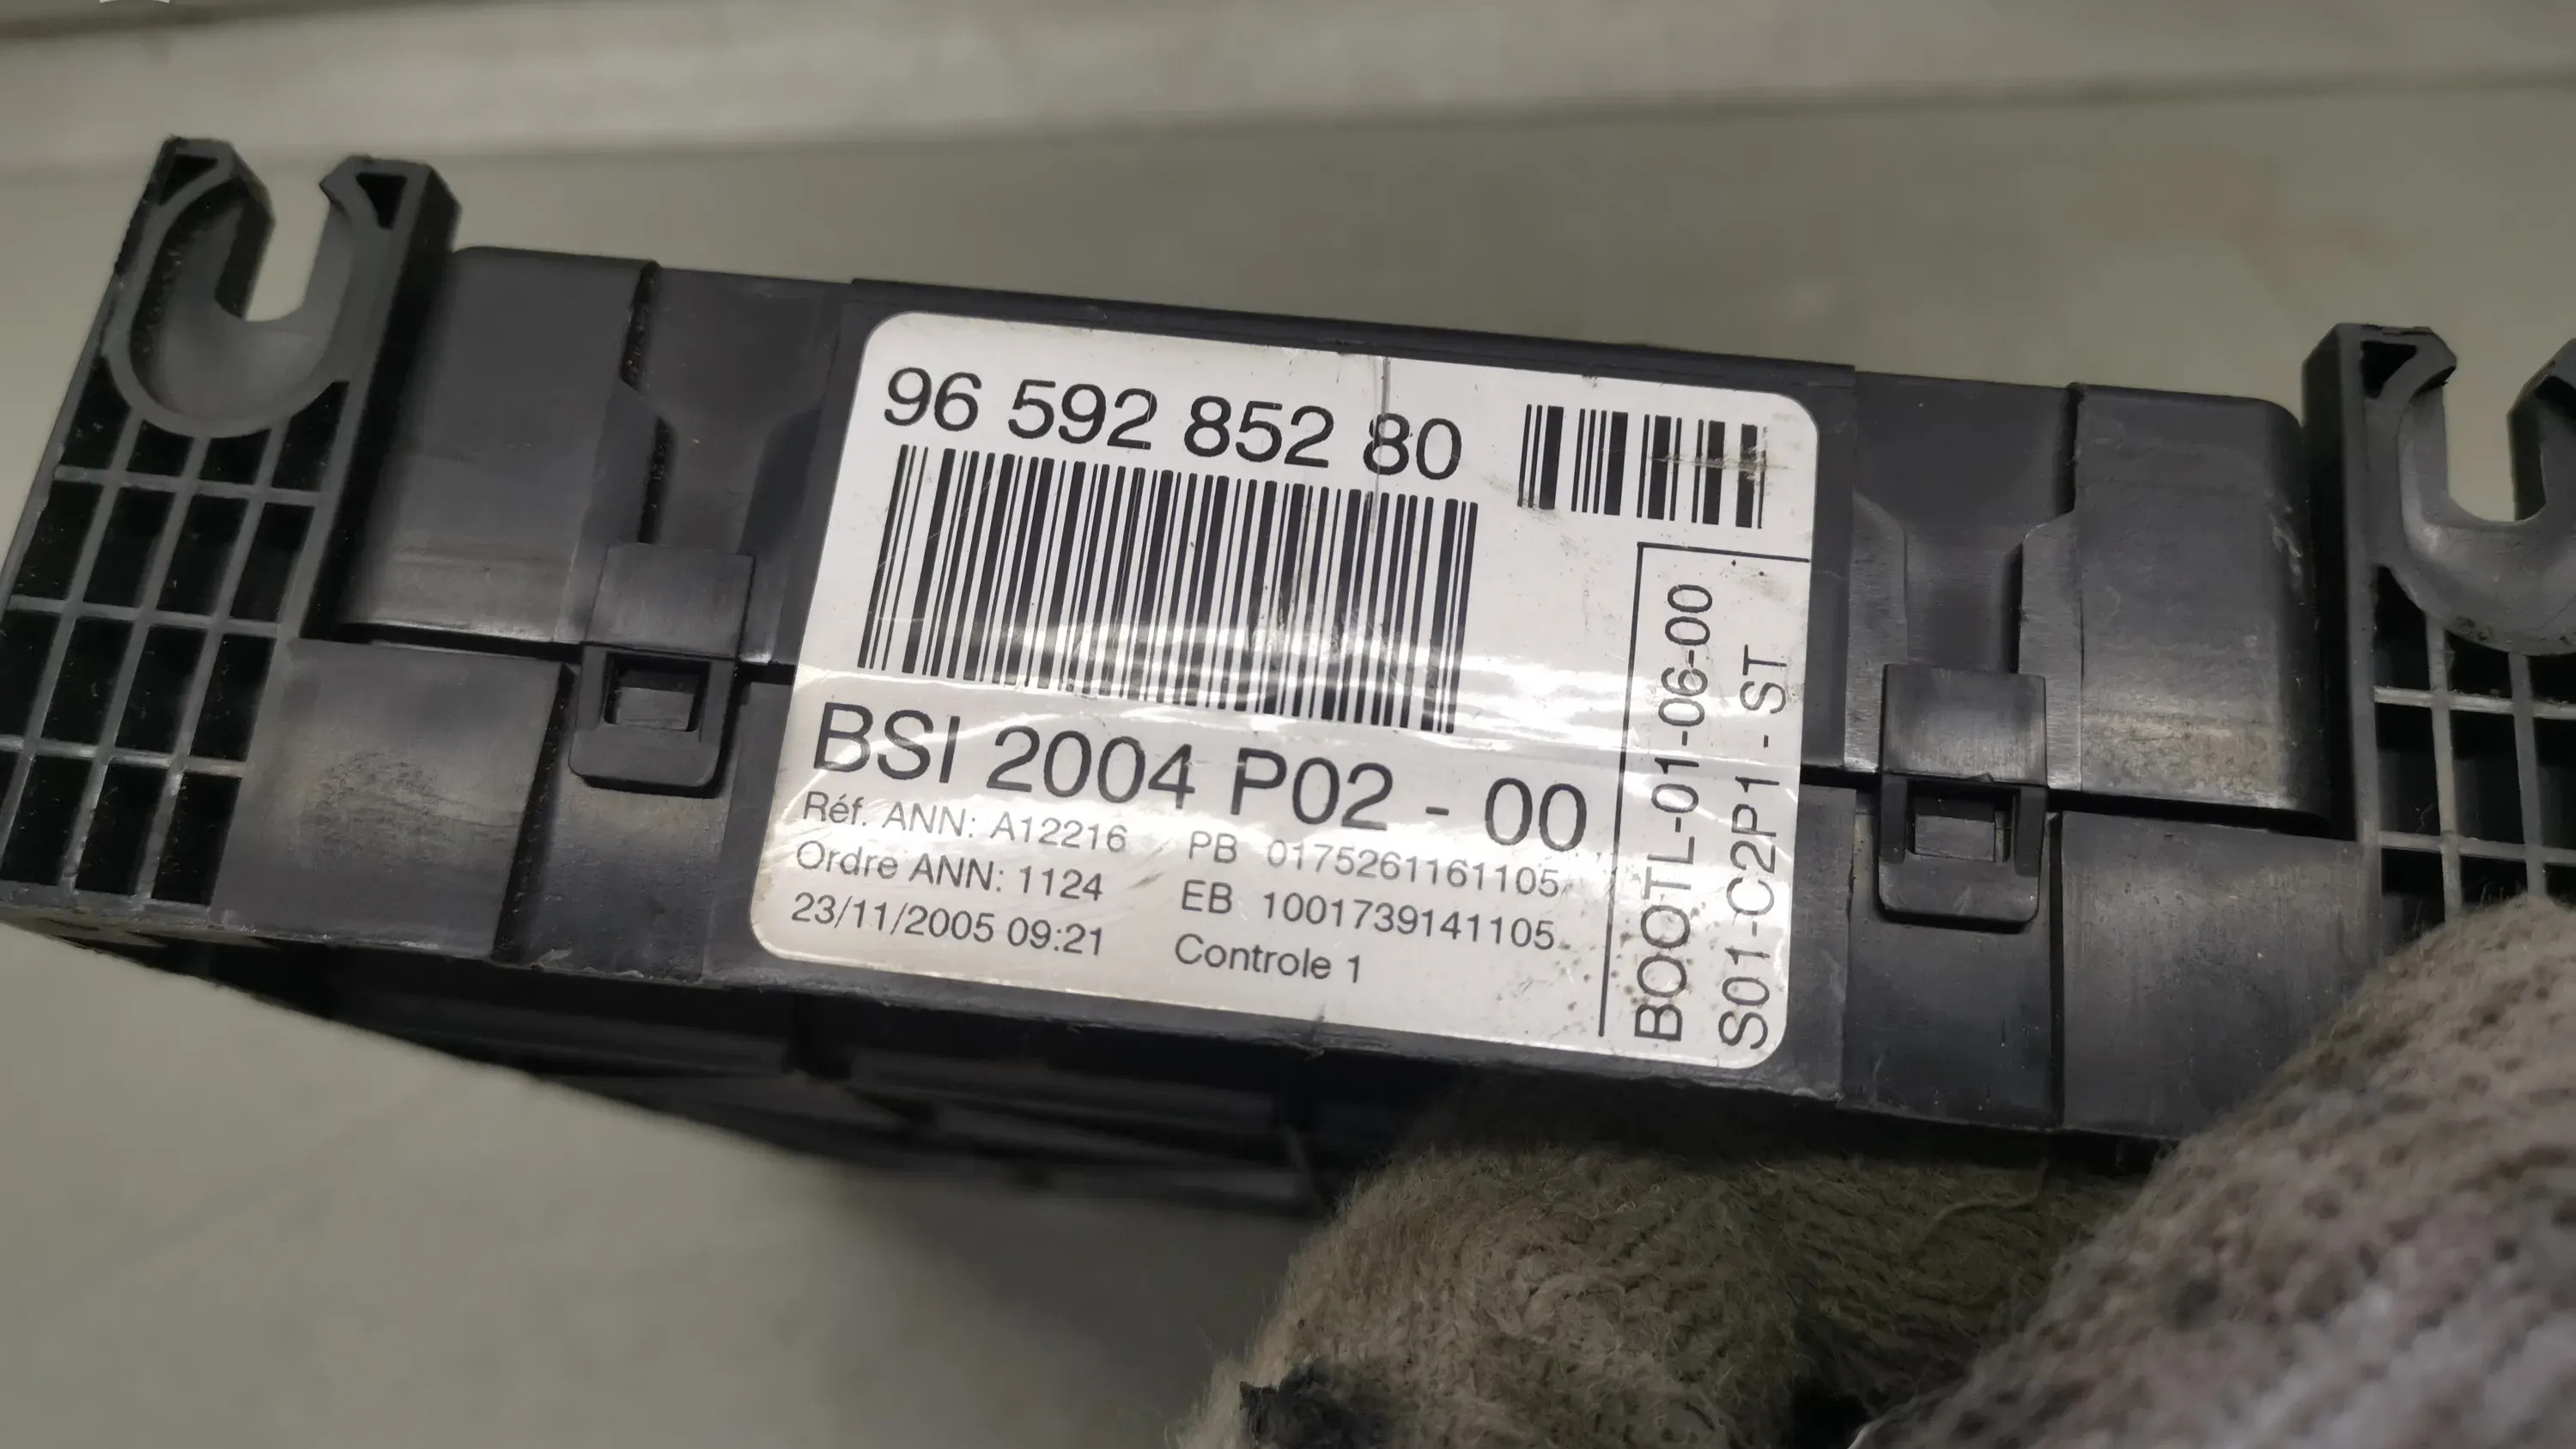 96 592 852 80
BSI 2004 P02 - 00
Réf. ANN: A12216 PB 01752611161105
Ordre ANN: 1124 EB 1001739141105
23/11/2005 09:21 Controle 1
BOOTL-01-06-00
S01-C2P1- ST